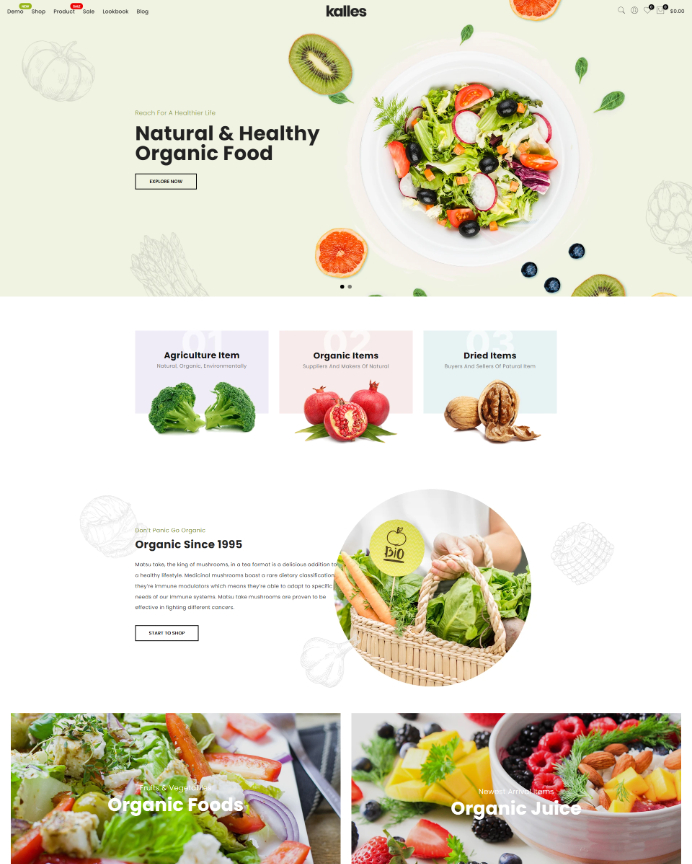 NEW
SALE
Demo Shop Product Sale Lookbook Blog
kalles
0 0 $0.00
Reach For A Healthier Life
Natural & Healthy
Organic Food
EXPLORE NOW
01 02 03
Agriculture Item
Natural, Organic, Environmentally
Organic Items
Suppliers And Makers Of Natural
Dried Items
Buyers And Sellers Of Natural Item
Don't Panic Go Organic
Organic Since 1995
Matsu take, the king of mushrooms, in a tea format is a delicious addition to
a healthy lifestyle. Medicinal mushrooms boast a rare dietary classification,
they're immune modulators which means they're able to adapt to specific
needs of our immune systems. Matsu take mushrooms are proven to be
effective in fighting different cancers.
START TO SHOP
BIO
Fruits & Vegetables
Organic Foods
Newest Arrival Items
Organic Juice